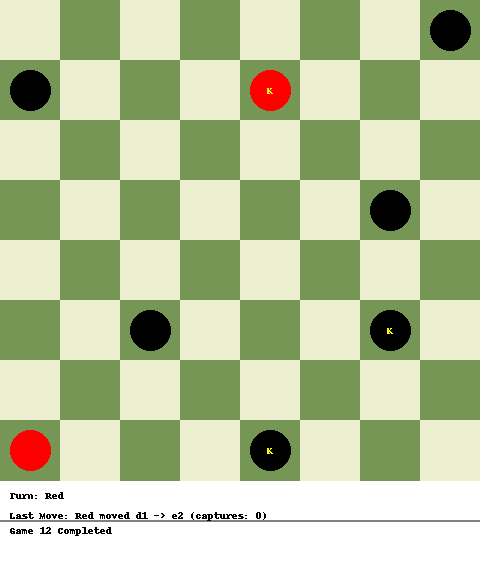 K
K
K
Turn: Red
Last Move: Red moved d1 -> e2 (captures: 0)
Game 12 Completed